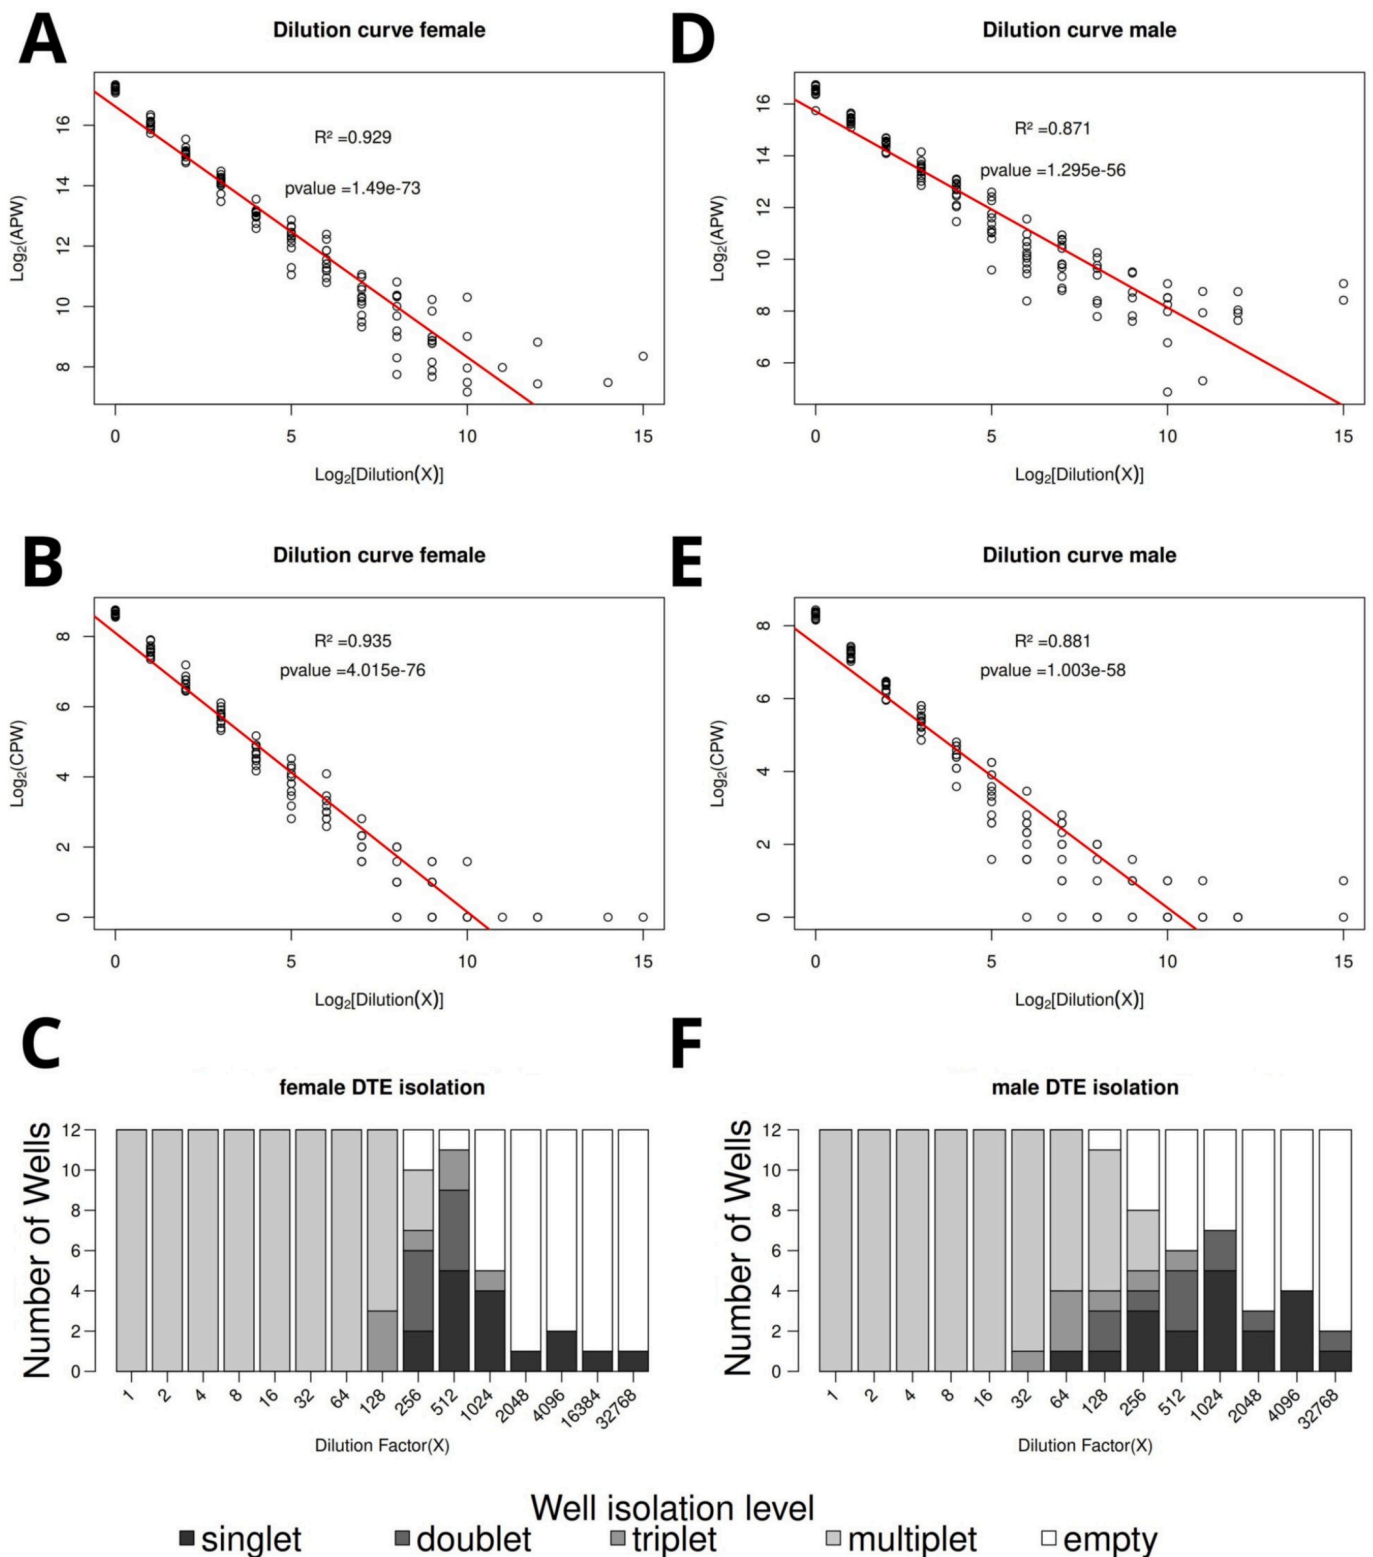 A
Dilution curve female
Log₂(APW)
16
14
12
10
8
R² =0.929
pvalue =1.49e-73
0 5 10 15
Log₂[Dilution(X)]
D
Dilution curve male
Log₂(APW)
16
14
12
10
8
6
R² =0.871
pvalue =1.295e-56
0 5 10 15
Log₂[Dilution(X)]
B
Dilution curve female
Log₂(CPW)
8
6
4
2
0
R² =0.935
pvalue =4.015e-76
0 5 10 15
Log₂[Dilution(X)]
E
Dilution curve male
Log₂(CPW)
8
6
4
2
0
R² =0.881
pvalue =1.003e-58
0 5 10 15
Log₂[Dilution(X)]
C
female DTE isolation
Number of Wells
12
10
8
6
4
2
0
1 2 4 8 16 32 64 128 256 512 1024 2048 4096 16384 32768
Dilution Factor(X)
F
male DTE isolation
Number of Wells
12
10
8
6
4
2
0
1 2 4 8 16 32 64 128 256 512 1024 2048 4096 32768
Dilution Factor(X)
Well isolation level
singlet doublet triplet multiplet empty